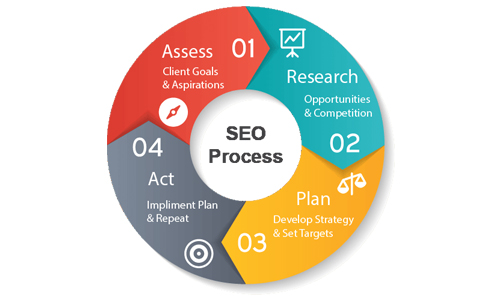 Assess 01
Client Goals
& Aspirations
Research
Opportunities
& Competition
02
SEO
Process
Plan
Develop Strategy
& Set Targets
03
04
Act
Impliment Plan
& Repeat